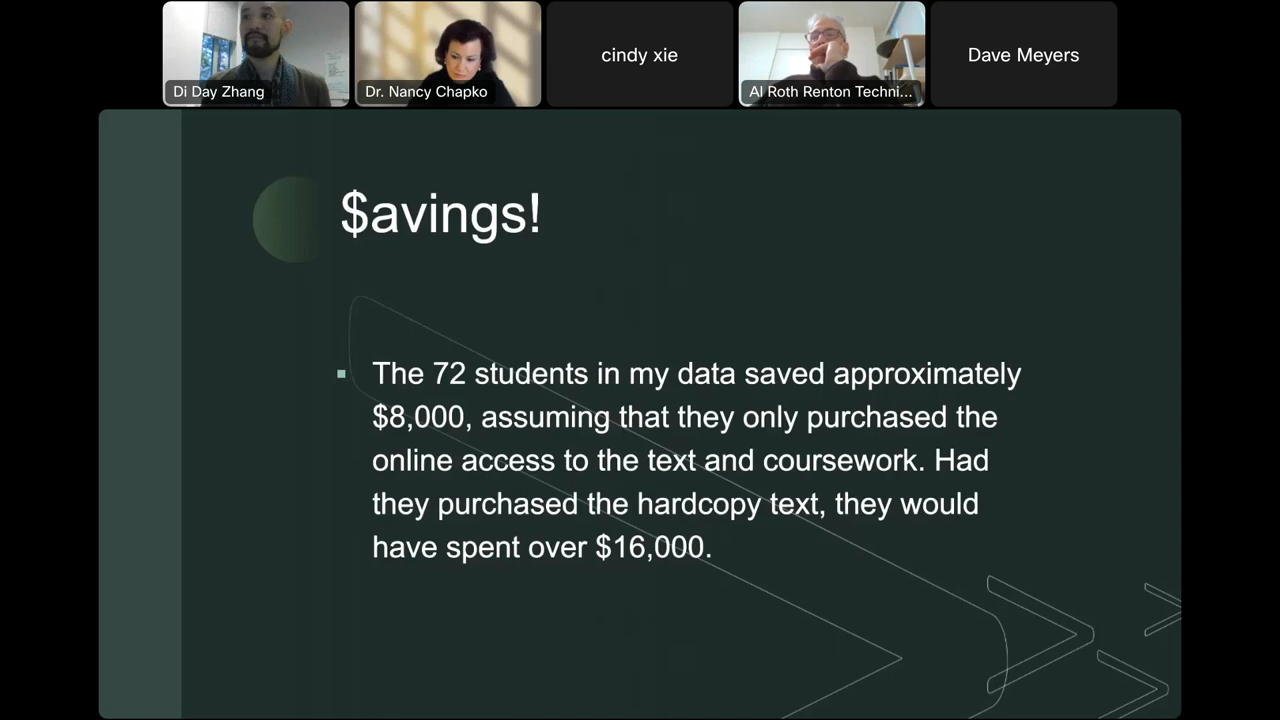 Di Day Zhang
Dr. Nancy Chapko
cindy xie
Al Roth Renton Techni...
Dave Meyers
$avings!
The 72 students in my data saved approximately
$8,000, assuming that they only purchased the
online access to the text and coursework. Had
they purchased the hardcopy text, they would
have spent over $16,000.